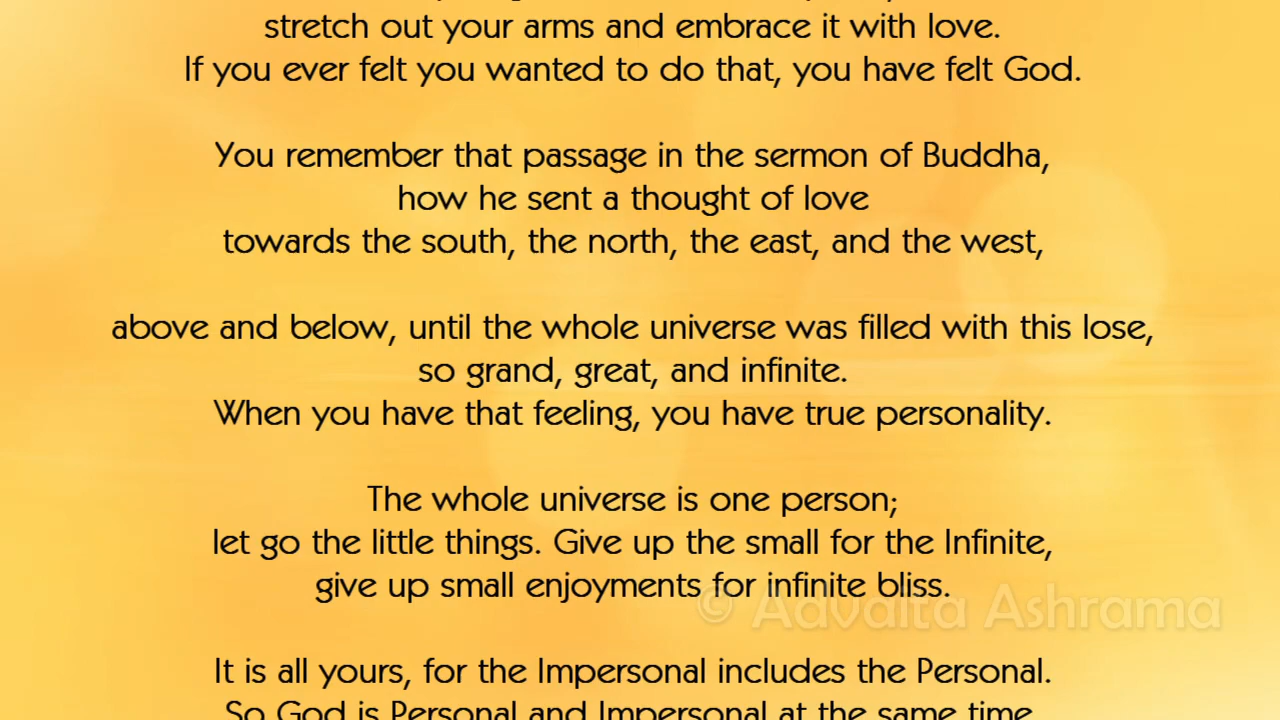 stretch out your arms and embrace it with love.
If you ever felt you wanted to do that, you have felt God.
You remember that passage in the sermon of Buddha,
how he sent a thought of love
towards the south, the north, the east, and the west,
above and below, until the whole universe was filled with this lose,
so grand, great, and infinite.
When you have that feeling, you have true personality.
The whole universe is one person;
let go the little things. Give up the small for the Infinite,
give up small enjoyments for infinite bliss.
© Advaita Ashrama
It is all yours, for the Impersonal includes the Personal.
So God is Personal and Impersonal at the same time.